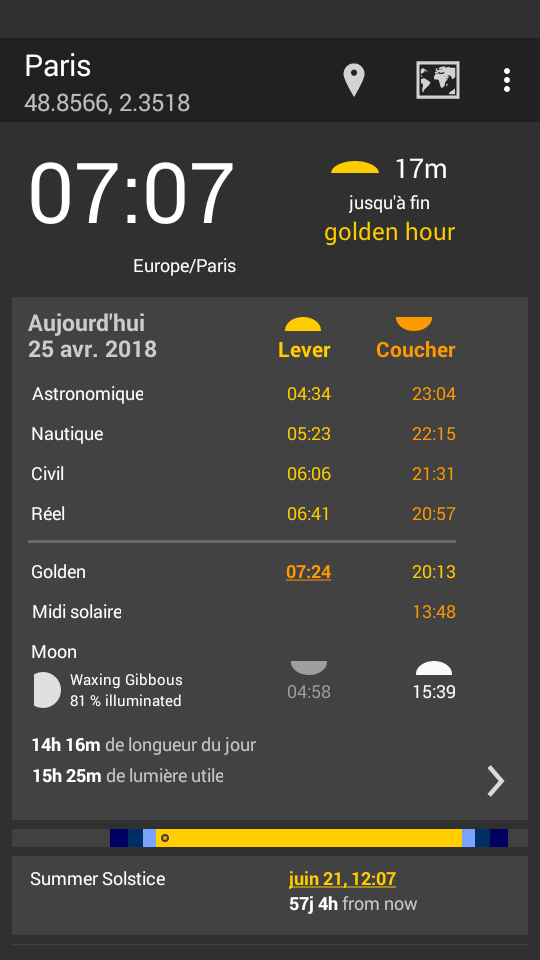 Paris
48.8566, 2.3518
07:07
17m
jusqu'à fin
golden hour
Europe/Paris
Aujourd'hui
25 avr. 2018
Lever
Coucher
Astronomique 04:34 23:04
Nautique 05:23 22:15
Civil 06:06 21:31
Réel 06:41 20:57
Golden 07:24 20:13
Midi solaire 13:48
Moon
Waxing Gibbous
81 % illuminated
04:58 15:39
14h 16m de longueur du jour
15h 25m de lumière utile
Summer Solstice juin 21, 12:07
57j 4h from now